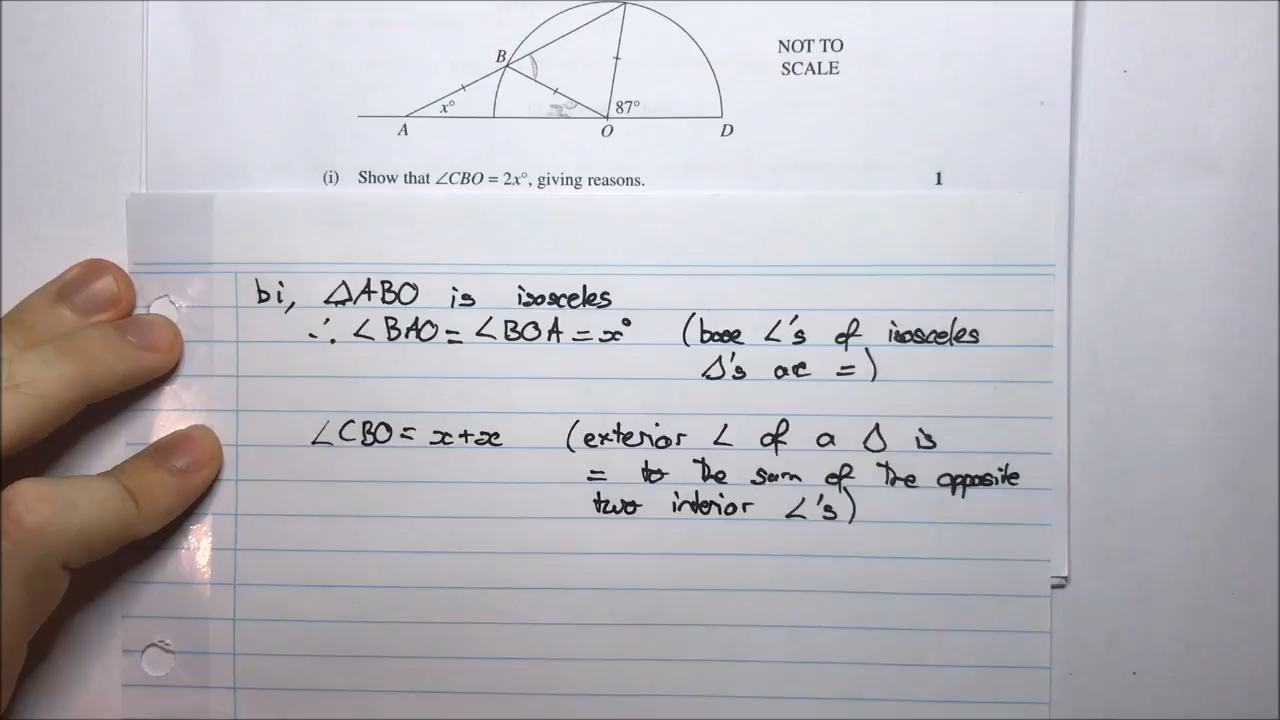 B
NOT TO
SCALE
x°
87°
A
O
D
(i) Show that ∠CBO = 2x°, giving reasons.
1
bi, △ABO is isosceles
∴ ∠BAO = ∠BOA = x° (base ∠'s of isosceles
△'s are =)
∠CBO = x+x (exterior ∠ of a △ is
= to the sum of the opposite
two interior ∠'s)